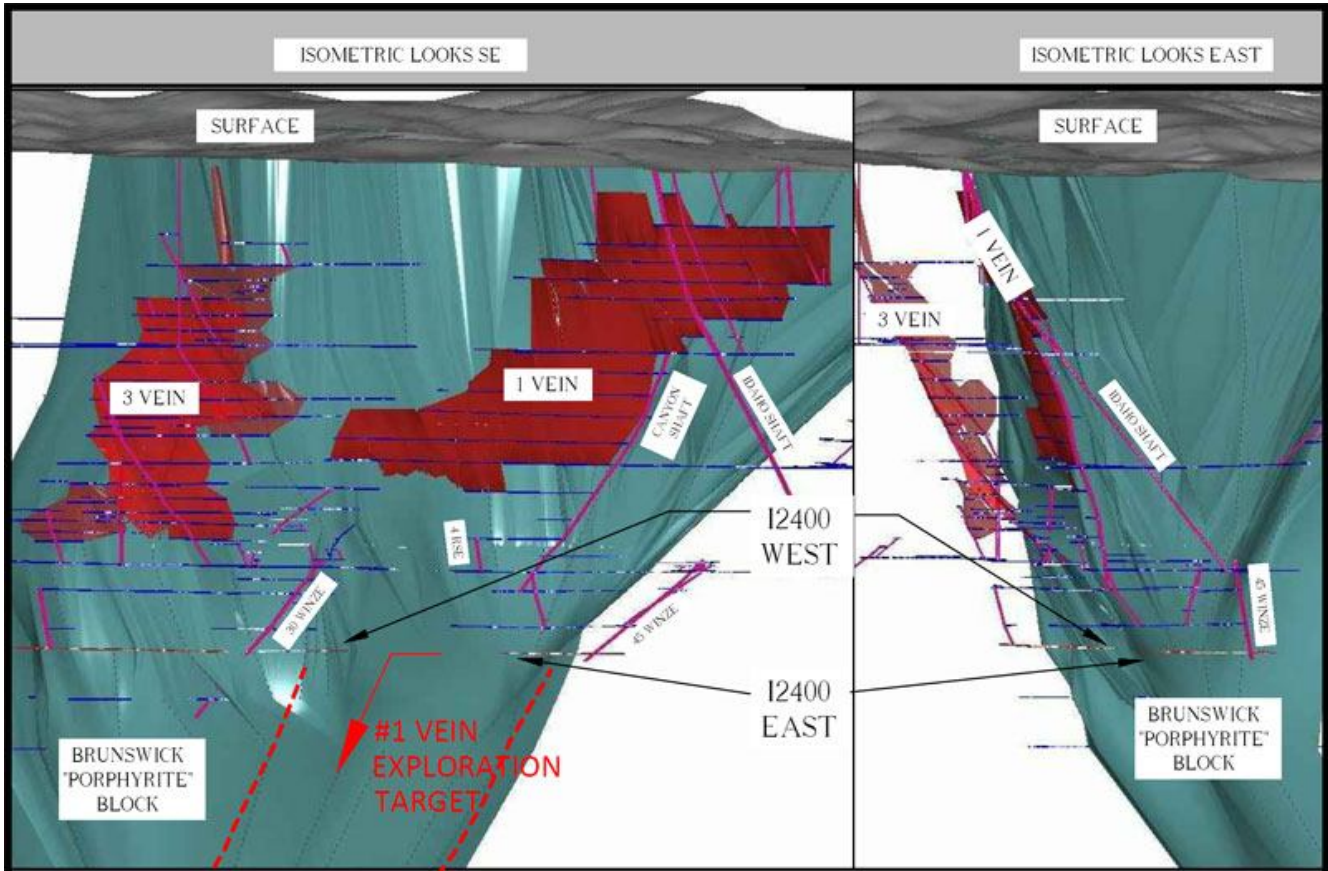 ISOMETRIC LOOKS SE
ISOMETRIC LOOKS EAST
SURFACE
SURFACE
3 VEIN
1 VEIN
CANYON
SHAFT
IDAHO SHAFT
4 RSE
30 WINZE
45 WINZE
I2400
WEST
I2400
EAST
#1 VEIN
EXPLORATION
TARGET
BRUNSWICK
"PORPHYRITE"
BLOCK
1 VEIN
3 VEIN
IDAHO SHAFT
45 WINZE
BRUNSWICK
"PORPHYRITE"
BLOCK